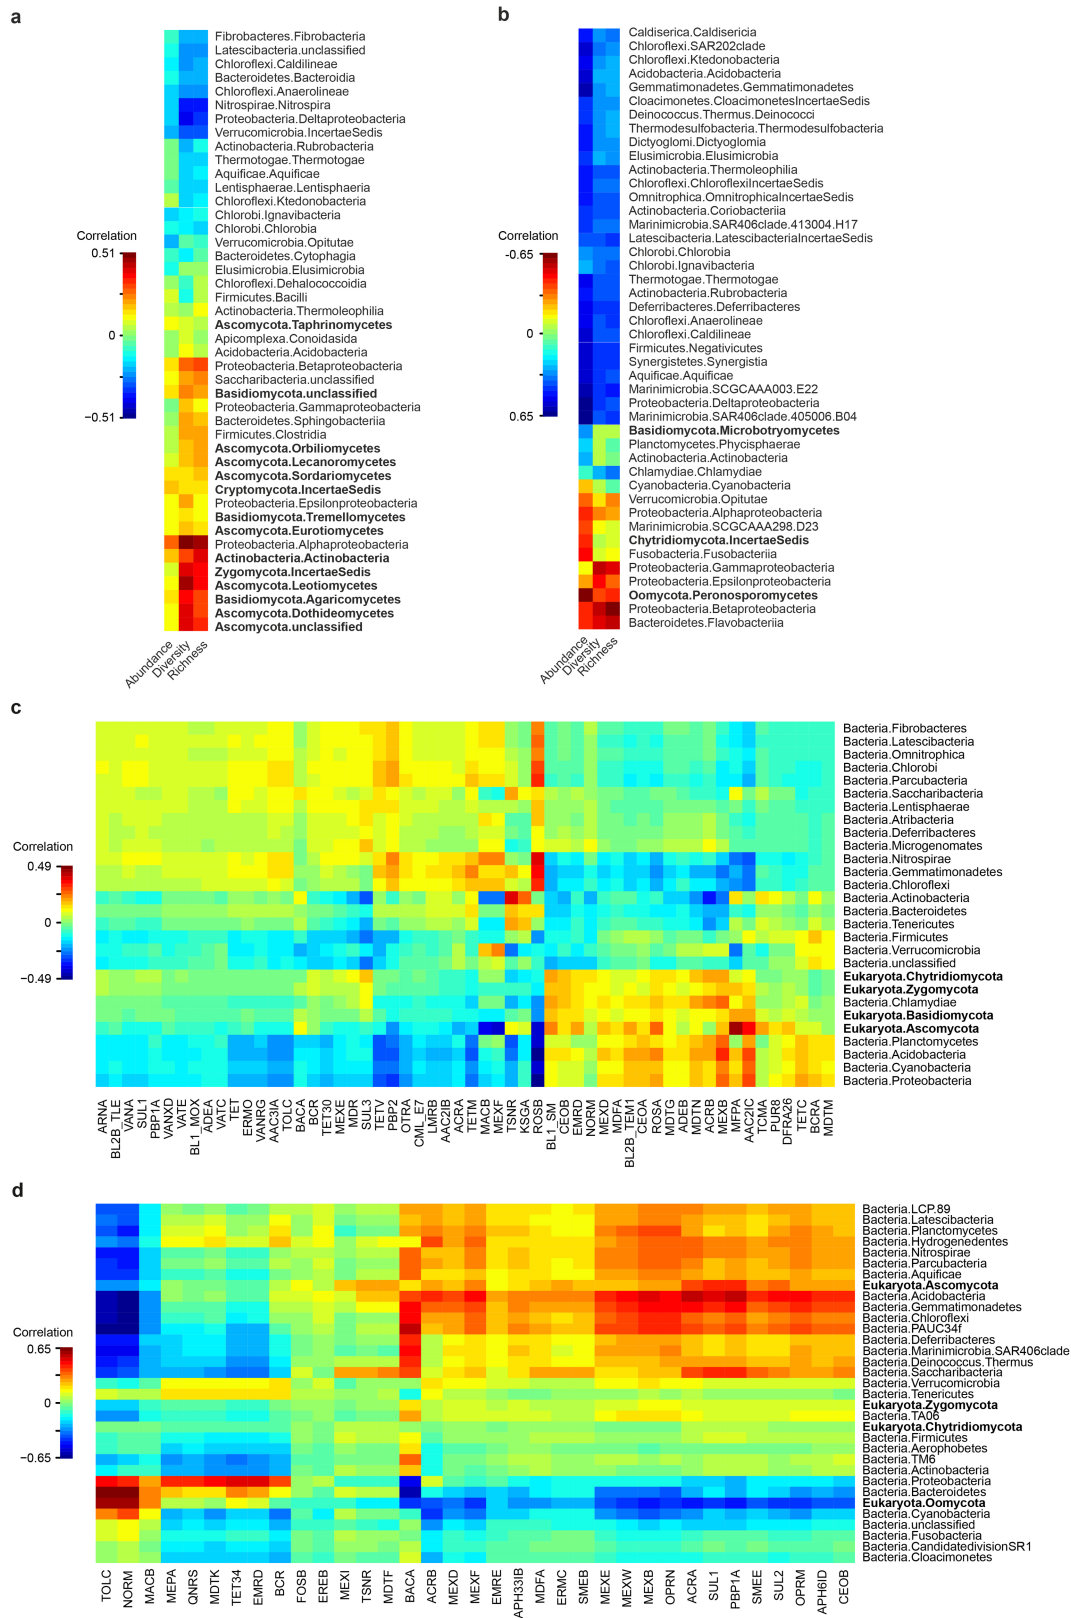 a
Fibrobacteres.Fibrobacteria
Latescibacteria.unclassified
Chloroflexi.Caldilineae
Bacteroidetes.Bacteroidia
Chloroflexi.Anaerolineae
Nitrospirae.Nitrospira
Proteobacteria.Deltaproteobacteria
Verrucomicrobia.IncertaeSedis
Actinobacteria.Rubrobacteria
Thermotogae.Thermotogae
Aquificae.Aquificae
Lentisphaerae.Lentisphaeria
Chloroflexi.Ktedonobacteria
Chlorobi.Ignavibacteria
Chlorobi.Chlorobia
Verrucomicrobia.Opitutae
Bacteroidetes.Cytophagia
Elusimicrobia.Elusimicrobia
Chloroflexi.Dehalococcoidia
Firmicutes.Bacilli
Actinobacteria.Thermoleophilia
Ascomycota.Taphrinomycetes
Apicomplexa.Conoidasida
Acidobacteria.Acidobacteria
Proteobacteria.Betaproteobacteria
Saccharibacteria.unclassified
Basidiomycota.unclassified
Proteobacteria.Gammaproteobacteria
Bacteroidetes.Sphingobacteriia
Firmicutes.Clostridia
Ascomycota.Orbiliomycetes
Ascomycota.Lecanoromycetes
Ascomycota.Sordariomycetes
Cryptomycota.IncertaeSedis
Proteobacteria.Epsilonproteobacteria
Basidiomycota.Tremellomycetes
Ascomycota.Eurotiomycetes
Proteobacteria.Alphaproteobacteria
Actinobacteria.Actinobacteria
Zygomycota.IncertaeSedis
Ascomycota.Leotiomycetes
Basidiomycota.Agaricomycetes
Ascomycota.Dothideomycetes
Ascomycota.unclassified
Correlation
0.51
0
−0.51
Abundance
Diversity
Richness
b
Caldiserica.Caldisericia
Chloroflexi.SAR202clade
Chloroflexi.Ktedonobacteria
Acidobacteria.Acidobacteria
Gemmatimonadetes.Gemmatimonadetes
Cloacimonetes.CloacimonetesIncertaeSedis
Deinococcus.Thermus.Deinococci
Thermodesulfobacteria.Thermodesulfobacteria
Dictyoglomi.Dictyoglomia
Elusimicrobia.Elusimicrobia
Actinobacteria.Thermoleophilia
Chloroflexi.ChloroflexiIncertaeSedis
Omnitrophica.OmnitrophicaIncertaeSedis
Actinobacteria.Coriobacteriia
Marinimicrobia.SAR406clade.413004.H17
Latescibacteria.LatescibacteriaIncertaeSedis
Chlorobi.Chlorobia
Chlorobi.Ignavibacteria
Thermotogae.Thermotogae
Actinobacteria.Rubrobacteria
Deferribacteres.Deferribacteres
Chloroflexi.Anaerolineae
Chloroflexi.Caldilineae
Firmicutes.Negativicutes
Synergistetes.Synergistia
Aquificae.Aquificae
Marinimicrobia.SCGCAAA003.E22
Proteobacteria.Deltaproteobacteria
Marinimicrobia.SAR406clade.405006.B04
Basidiomycota.Microbotryomycetes
Planctomycetes.Phycisphaerae
Actinobacteria.Actinobacteria
Chlamydiae.Chlamydiae
Cyanobacteria.Cyanobacteria
Verrucomicrobia.Opitutae
Proteobacteria.Alphaproteobacteria
Marinimicrobia.SCGCAAA298.D23
Chytridiomycota.IncertaeSedis
Fusobacteria.Fusobacteriia
Proteobacteria.Gammaproteobacteria
Proteobacteria.Epsilonproteobacteria
Oomycota.Peronosporomycetes
Proteobacteria.Betaproteobacteria
Bacteroidetes.Flavobacteriia
Correlation
-0.65
0
0.65
Abundance
Diversity
Richness
c
Bacteria.Fibrobacteres
Bacteria.Latescibacteria
Bacteria.Omnitrophica
Bacteria.Chlorobi
Bacteria.Parcubacteria
Bacteria.Saccharibacteria
Bacteria.Lentisphaerae
Bacteria.Atribacteria
Bacteria.Deferribacteres
Bacteria.Microgenomates
Bacteria.Nitrospirae
Bacteria.Gemmatimonadetes
Bacteria.Chloroflexi
Bacteria.Actinobacteria
Bacteria.Bacteroidetes
Bacteria.Tenericutes
Bacteria.Firmicutes
Bacteria.Verrucomicrobia
Bacteria.unclassified
Eukaryota.Chytridiomycota
Eukaryota.Zygomycota
Bacteria.Chlamydiae
Eukaryota.Basidiomycota
Eukaryota.Ascomycota
Bacteria.Planctomycetes
Bacteria.Acidobacteria
Bacteria.Cyanobacteria
Bacteria.Proteobacteria
Correlation
0.49
0
−0.49
ARNA
BL2B_TLE
VANA
SUL1
PBP1A
VANXD
VATE
BL1_MOX
ADEA
VATC
TET
ERMO
VANRG
AAC3IA
TOLC
BACA
BCR
TET30
MEXE
MDR
SUL3
TETV
PBP2
OTRA
CML_E7
LMRB
AAC2IB
ACRA
TETM
MACB
MEXF
TSNR
KSGA
ROSB
BL1_SM
CEOB
EMRD
NORM
MEXD
MDFA
BL2B_TEM1
CEOA
ROSA
MDTG
ADEB
MDTN
ACRB
MEXB
MFPA
AAC2IC
TCMA
PUR8
DFRA26
TETC
BCRA
MDTM
d
Bacteria.LCP.89
Bacteria.Latescibacteria
Bacteria.Planctomycetes
Bacteria.Hydrogenedentes
Bacteria.Nitrospirae
Bacteria.Parcubacteria
Bacteria.Aquificae
Eukaryota.Ascomycota
Bacteria.Acidobacteria
Bacteria.Gemmatimonadetes
Bacteria.Chloroflexi
Bacteria.PAUC34f
Bacteria.Deferribacteres
Bacteria.Marinimicrobia.SAR406clade
Bacteria.Deinococcus.Thermus
Bacteria.Saccharibacteria
Bacteria.Verrucomicrobia
Bacteria.Tenericutes
Eukaryota.Zygomycota
Bacteria.TA06
Eukaryota.Chytridiomycota
Bacteria.Firmicutes
Bacteria.Aerophobetes
Bacteria.TM6
Bacteria.Actinobacteria
Bacteria.Proteobacteria
Bacteria.Bacteroidetes
Eukaryota.Oomycota
Bacteria.Cyanobacteria
Bacteria.unclassified
Bacteria.Fusobacteria
Bacteria.CandidatedivisionSR1
Bacteria.Cloacimonetes
Correlation
0.65
0
−0.65
TOLC
NORM
MACB
MEPA
QNRS
MDTK
TET34
EMRD
BCR
FOSB
EREB
MEXI
TSNR
MDTF
BACA
ACRB
MEXD
MEXF
EMRE
APH33IB
MDFA
ERMC
SMEB
MEXE
MEXW
MEXB
OPRN
ACRA
SUL1
PBP1A
SMEE
SUL2
OPRM
APH6ID
CEOB